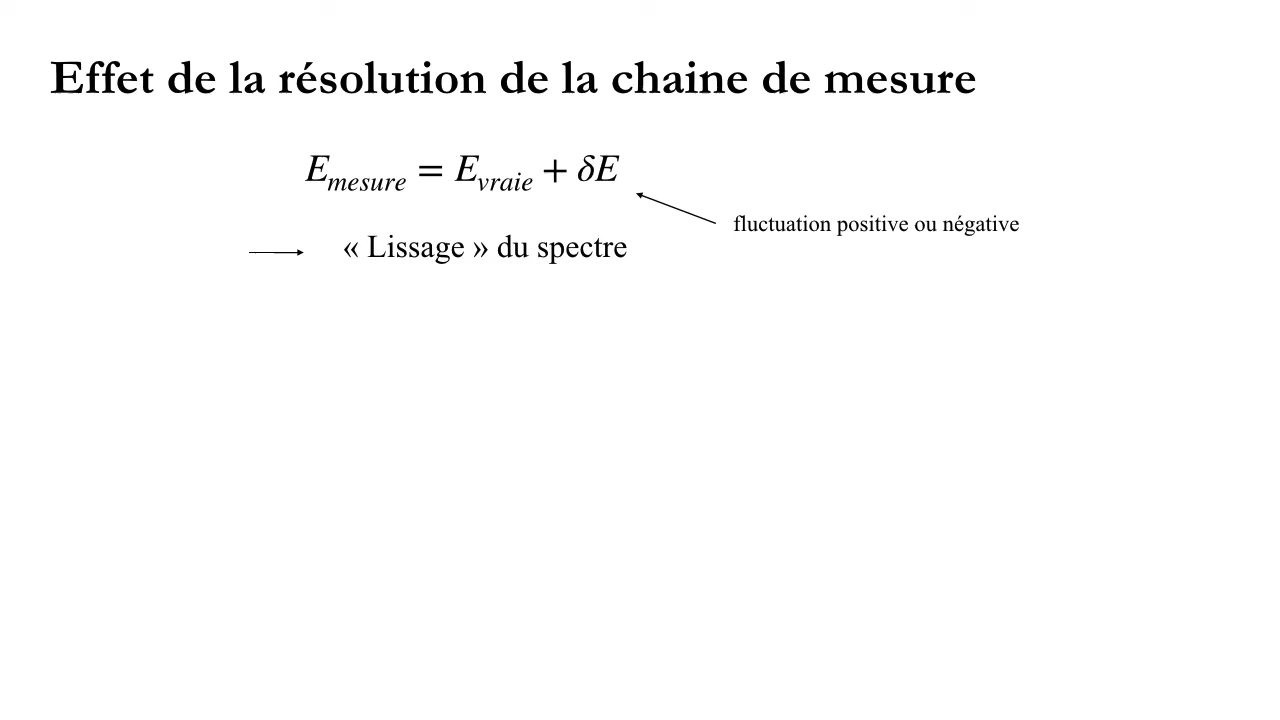 Effet de la résolution de la chaine de mesure
E_mesure = E_vraie + δE
fluctuation positive ou négative
« Lissage » du spectre